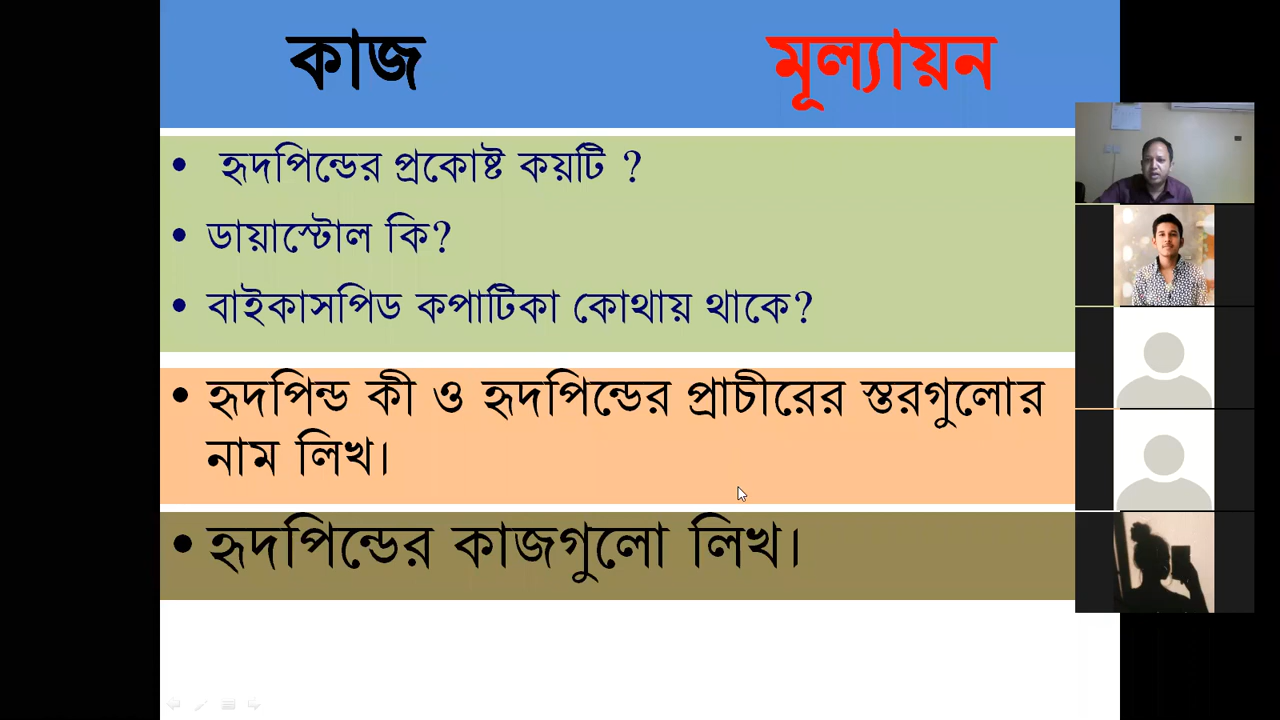 কাজ মূল্যায়ন
• হৃদপিন্ডের প্রকোষ্ট কয়টি ?
• ডায়াস্টোল কি?
• বাইকাসপিড কপাটিকা কোথায় থাকে?
• হৃদপিন্ড কী ও হৃদপিন্ডের প্রাচীরের স্তরগুলোর
নাম লিখ।
• হৃদপিন্ডের কাজগুলো লিখ।